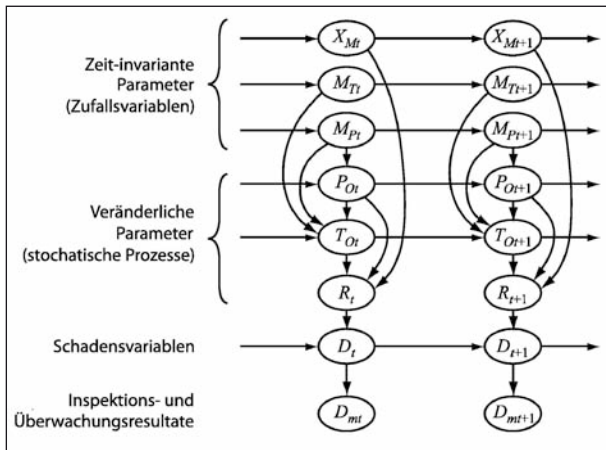 X_Mt X_Mt+1
Zeit-invariante
Parameter
(Zufallsvariablen)
M_Tt M_Tt+1
M_Pt M_Pt+1
P_Ot P_Ot+1
Veränderliche
Parameter
(stochatische Prozesse)
T_Ot T_Ot+1
R_t R_t+1
Schadensvariablen
D_t D_t+1
Inspektions- und
Überwachungsresultate
D_mt D_mt+1